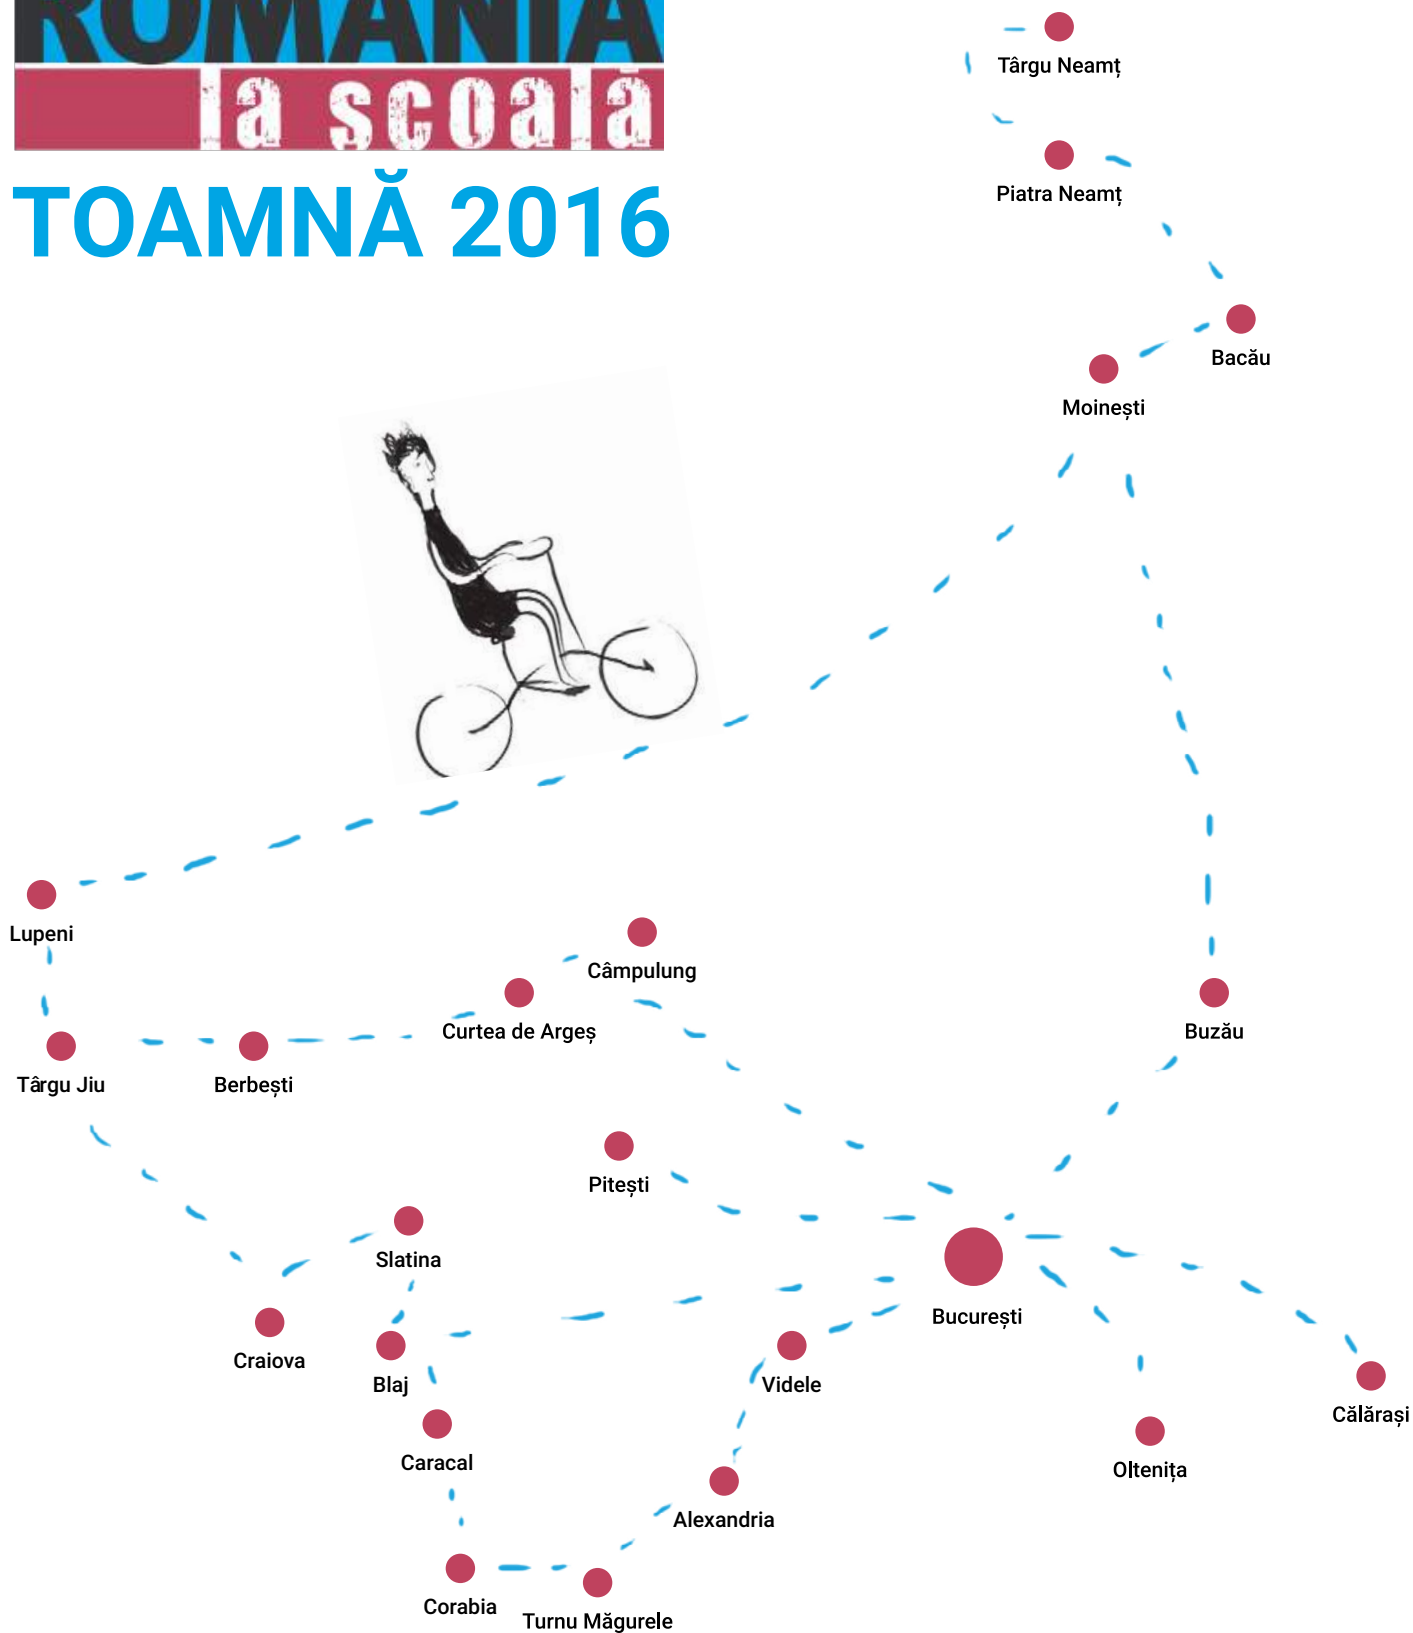 ROMANIA
la școală
TOAMNĂ 2016
Târgu Neamț
Piatra Neamț
Bacău
Moinești
Lupeni
Câmpulung
Curtea de Argeș
Buzău
Târgu Jiu
Berbești
Pitești
Slatina
București
Craiova
Blaj
Videle
Călărași
Caracal
Oltenița
Alexandria
Corabia
Turnu Măgurele